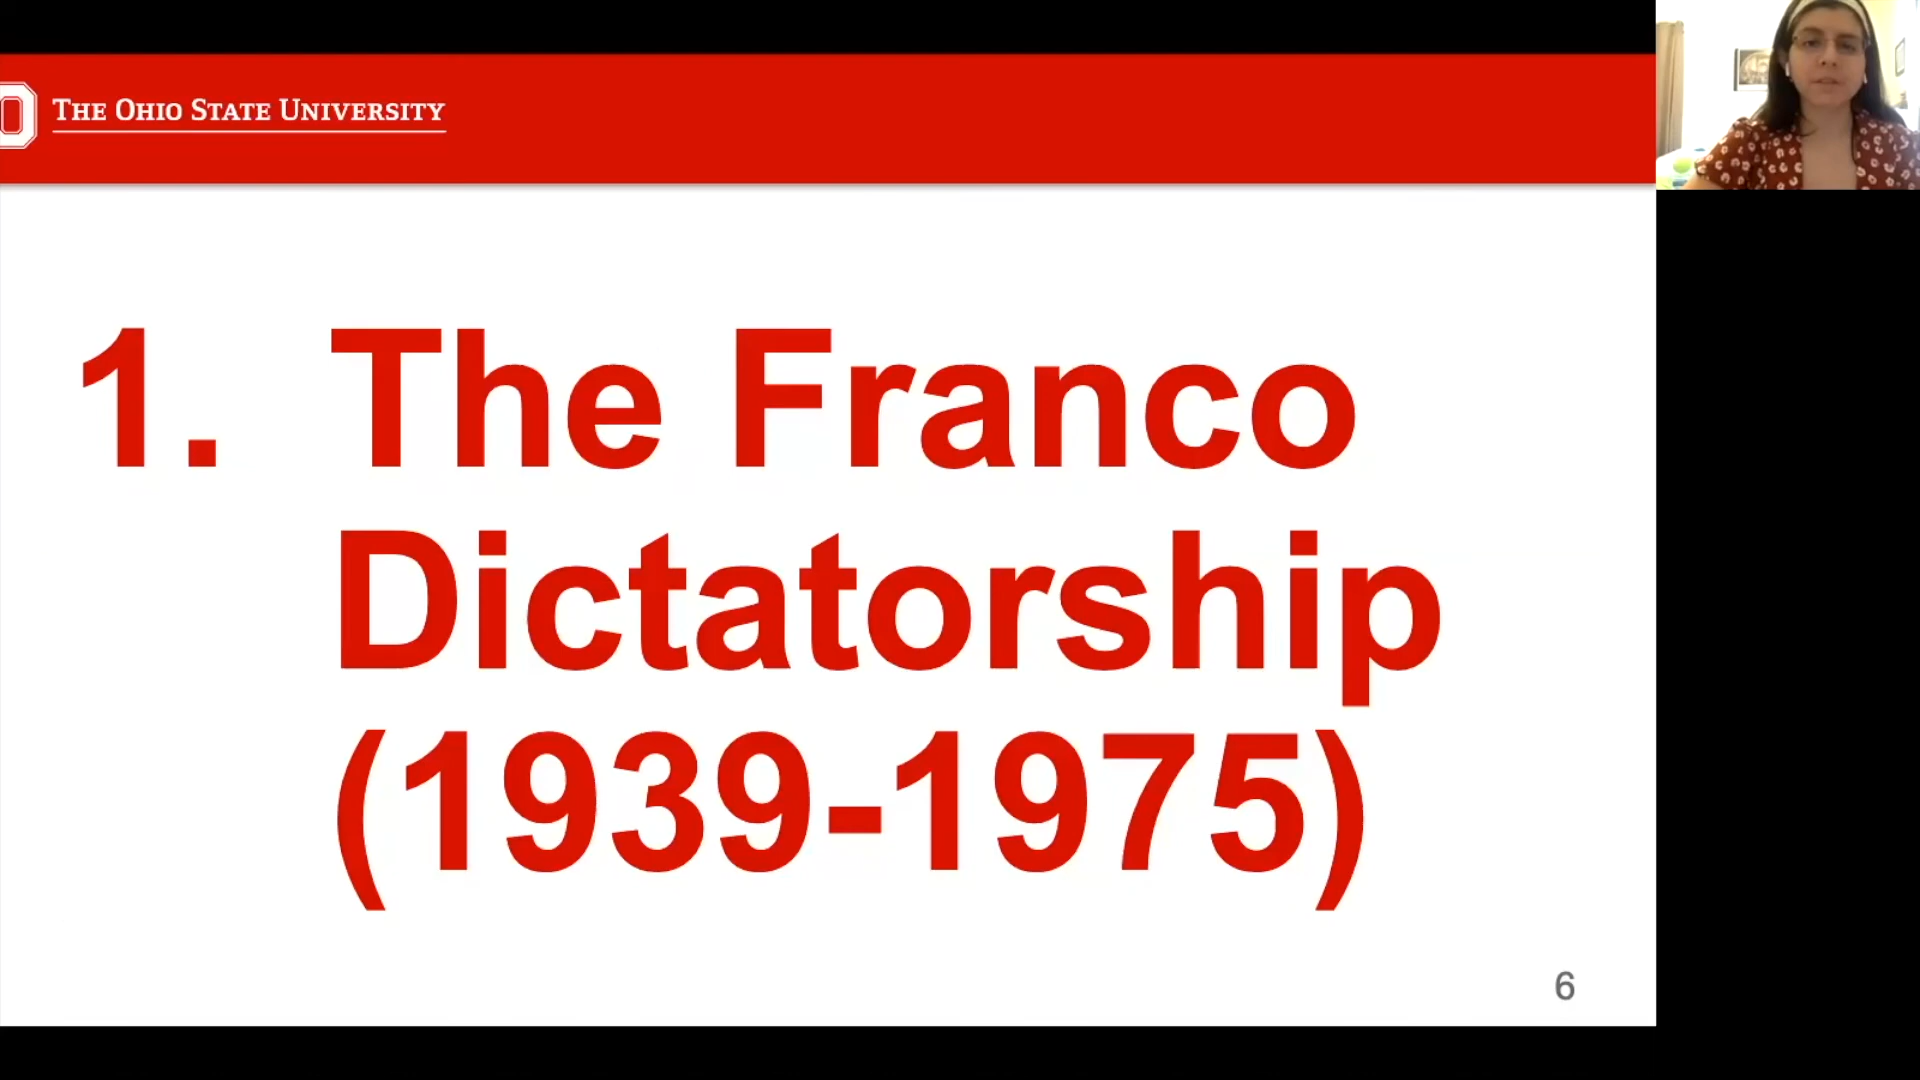 THE OHIO STATE UNIVERSITY
1. The Franco
Dictatorship
(1939-1975)
6